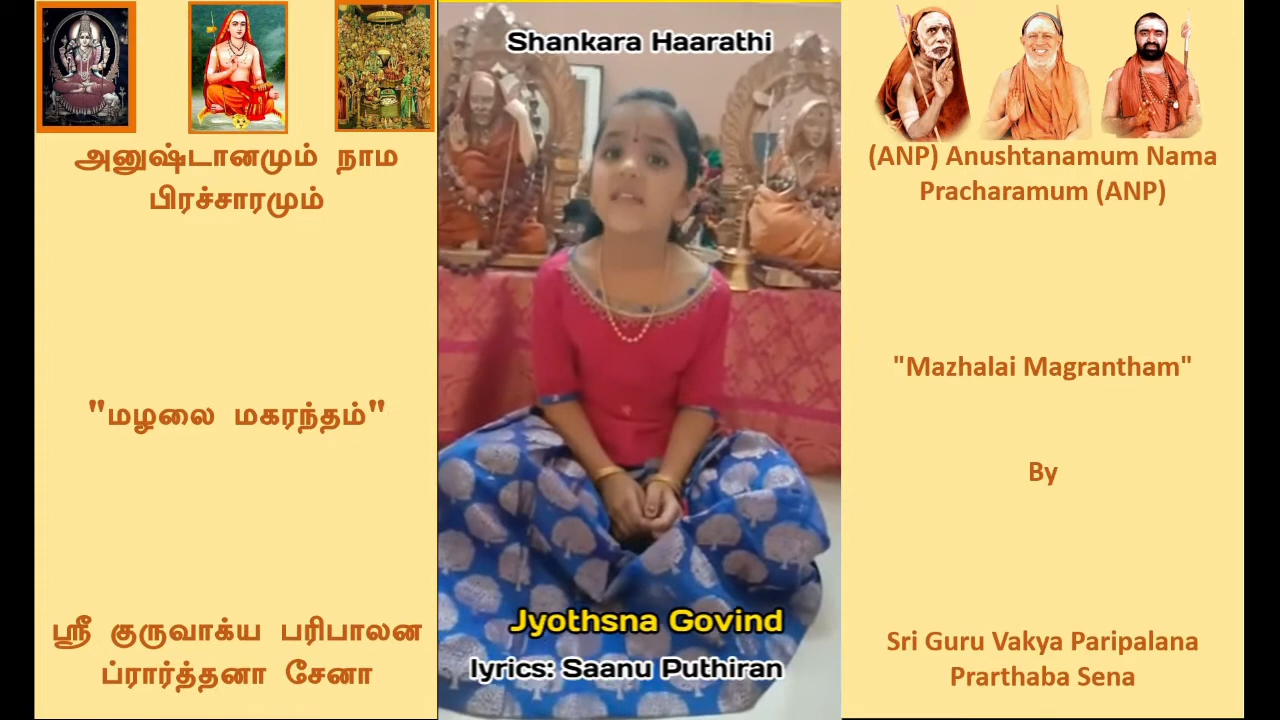 அனுஷ்டானமும் நாம
பிரச்சாரமும்
"மழலை மகரந்தம்"
ஸ்ரீ குருவாக்ய பரிபாலன
ப்ரார்த்தனா சேனா
Shankara Haarathi
Jyothsna Govind
lyrics: Saanu Puthiran
(ANP) Anushtanamum Nama
Pracharamum (ANP)
"Mazhalai Magrantham"
By
Sri Guru Vakya Paripalana
Prarthaba Sena